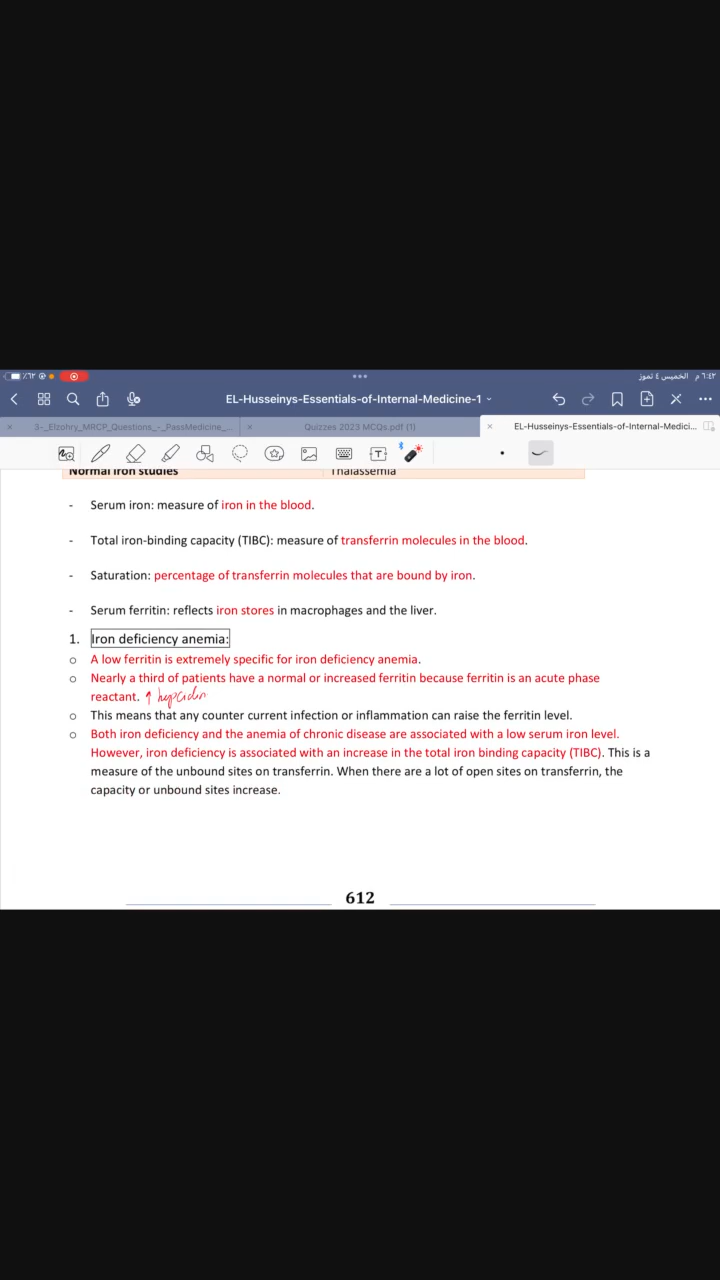 ٪٦٢ ٦:٤٢ م الخميس ٤ تموز
EL-Husseinys-Essentials-of-Internal-Medicine-1
3-_Elzohry_MRCP_Questions_-_PassMedicine_... Quizzes 2023 MCQs.pdf (1) EL-Husseinys-Essentials-of-Internal-Medici...
Normal iron studies Thalassemia
- Serum iron: measure of iron in the blood.
- Total iron-binding capacity (TIBC): measure of transferrin molecules in the blood.
- Saturation: percentage of transferrin molecules that are bound by iron.
- Serum ferritin: reflects iron stores in macrophages and the liver.
1. Iron deficiency anemia:
o A low ferritin is extremely specific for iron deficiency anemia.
o Nearly a third of patients have a normal or increased ferritin because ferritin is an acute phase
reactant. ↑ hepcidin
o This means that any counter current infection or inflammation can raise the ferritin level.
o Both iron deficiency and the anemia of chronic disease are associated with a low serum iron level.
However, iron deficiency is associated with an increase in the total iron binding capacity (TIBC). This is a
measure of the unbound sites on transferrin. When there are a lot of open sites on transferrin, the
capacity or unbound sites increase.
612